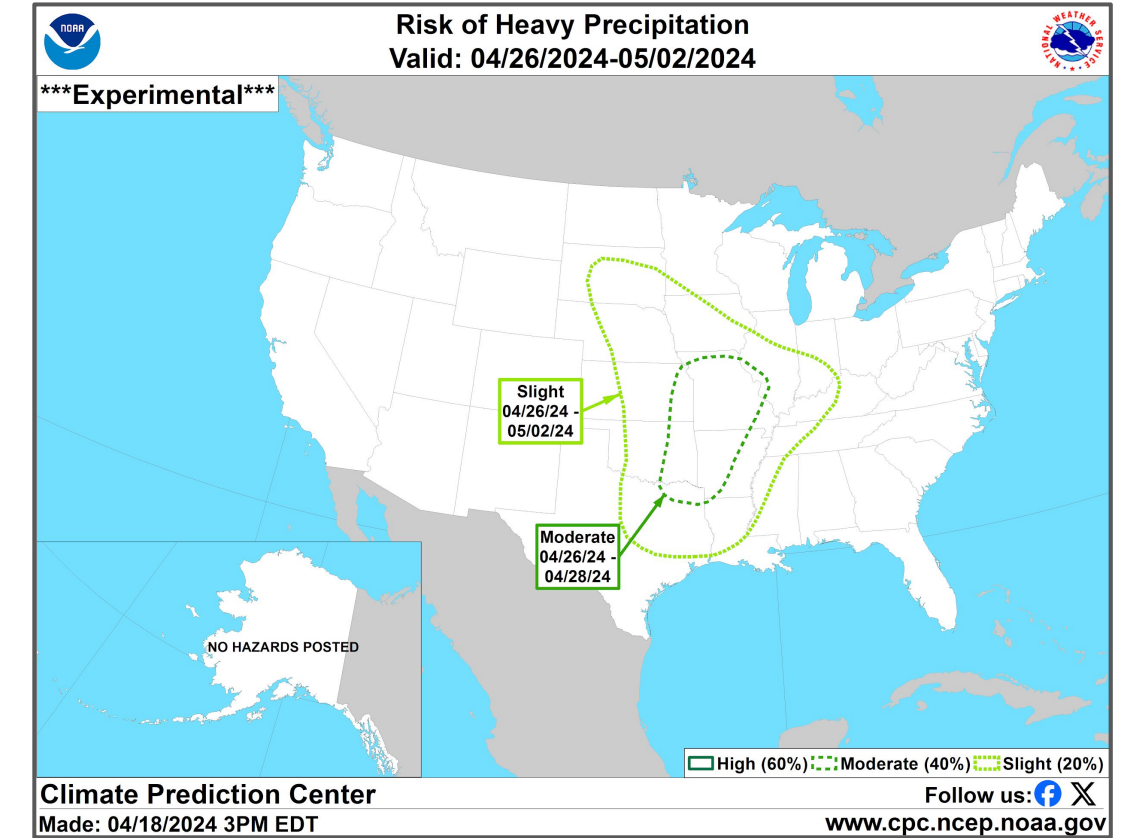 NOAA
Risk of Heavy Precipitation
Valid: 04/26/2024-05/02/2024
NATIONAL WEATHER SERVICE
***Experimental***
Slight
04/26/24 -
05/02/24
Moderate
04/26/24 -
04/28/24
NO HAZARDS POSTED
High (60%) Moderate (40%) Slight (20%)
Climate Prediction Center
Follow us:
Made: 04/18/2024 3PM EDT
www.cpc.ncep.noaa.gov